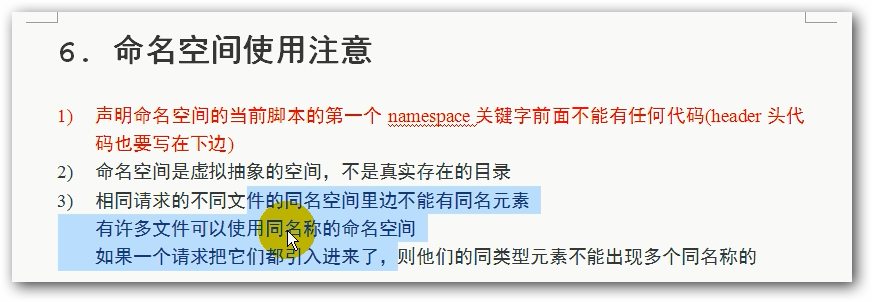 6. 命名空间使用注意
1) 声明命名空间的当前脚本的第一个 namespace 关键字前面不能有任何代码(header 头代
码也要写在下边)
2) 命名空间是虚拟抽象的空间，不是真实存在的目录
3) 相同请求的不同文件的同名空间里边不能有同名元素
有许多文件可以使用同名称的命名空间
如果一个请求把它们都引入进来了，则他们的同类型元素不能出现多个同名称的